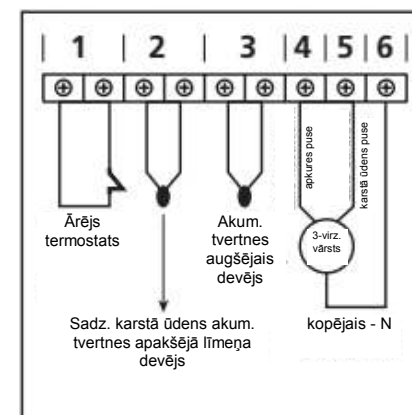 1 2 3 4 5 6
apkures puse
karstā ūdens puse
Ārējs
termostats
Akum.
tvertnes
augšējais
devējs
3-virz.
vārsts
Sadz. karstā ūdens akum.
tvertnes apakšējā līmeņa
devējs
kopējais - N